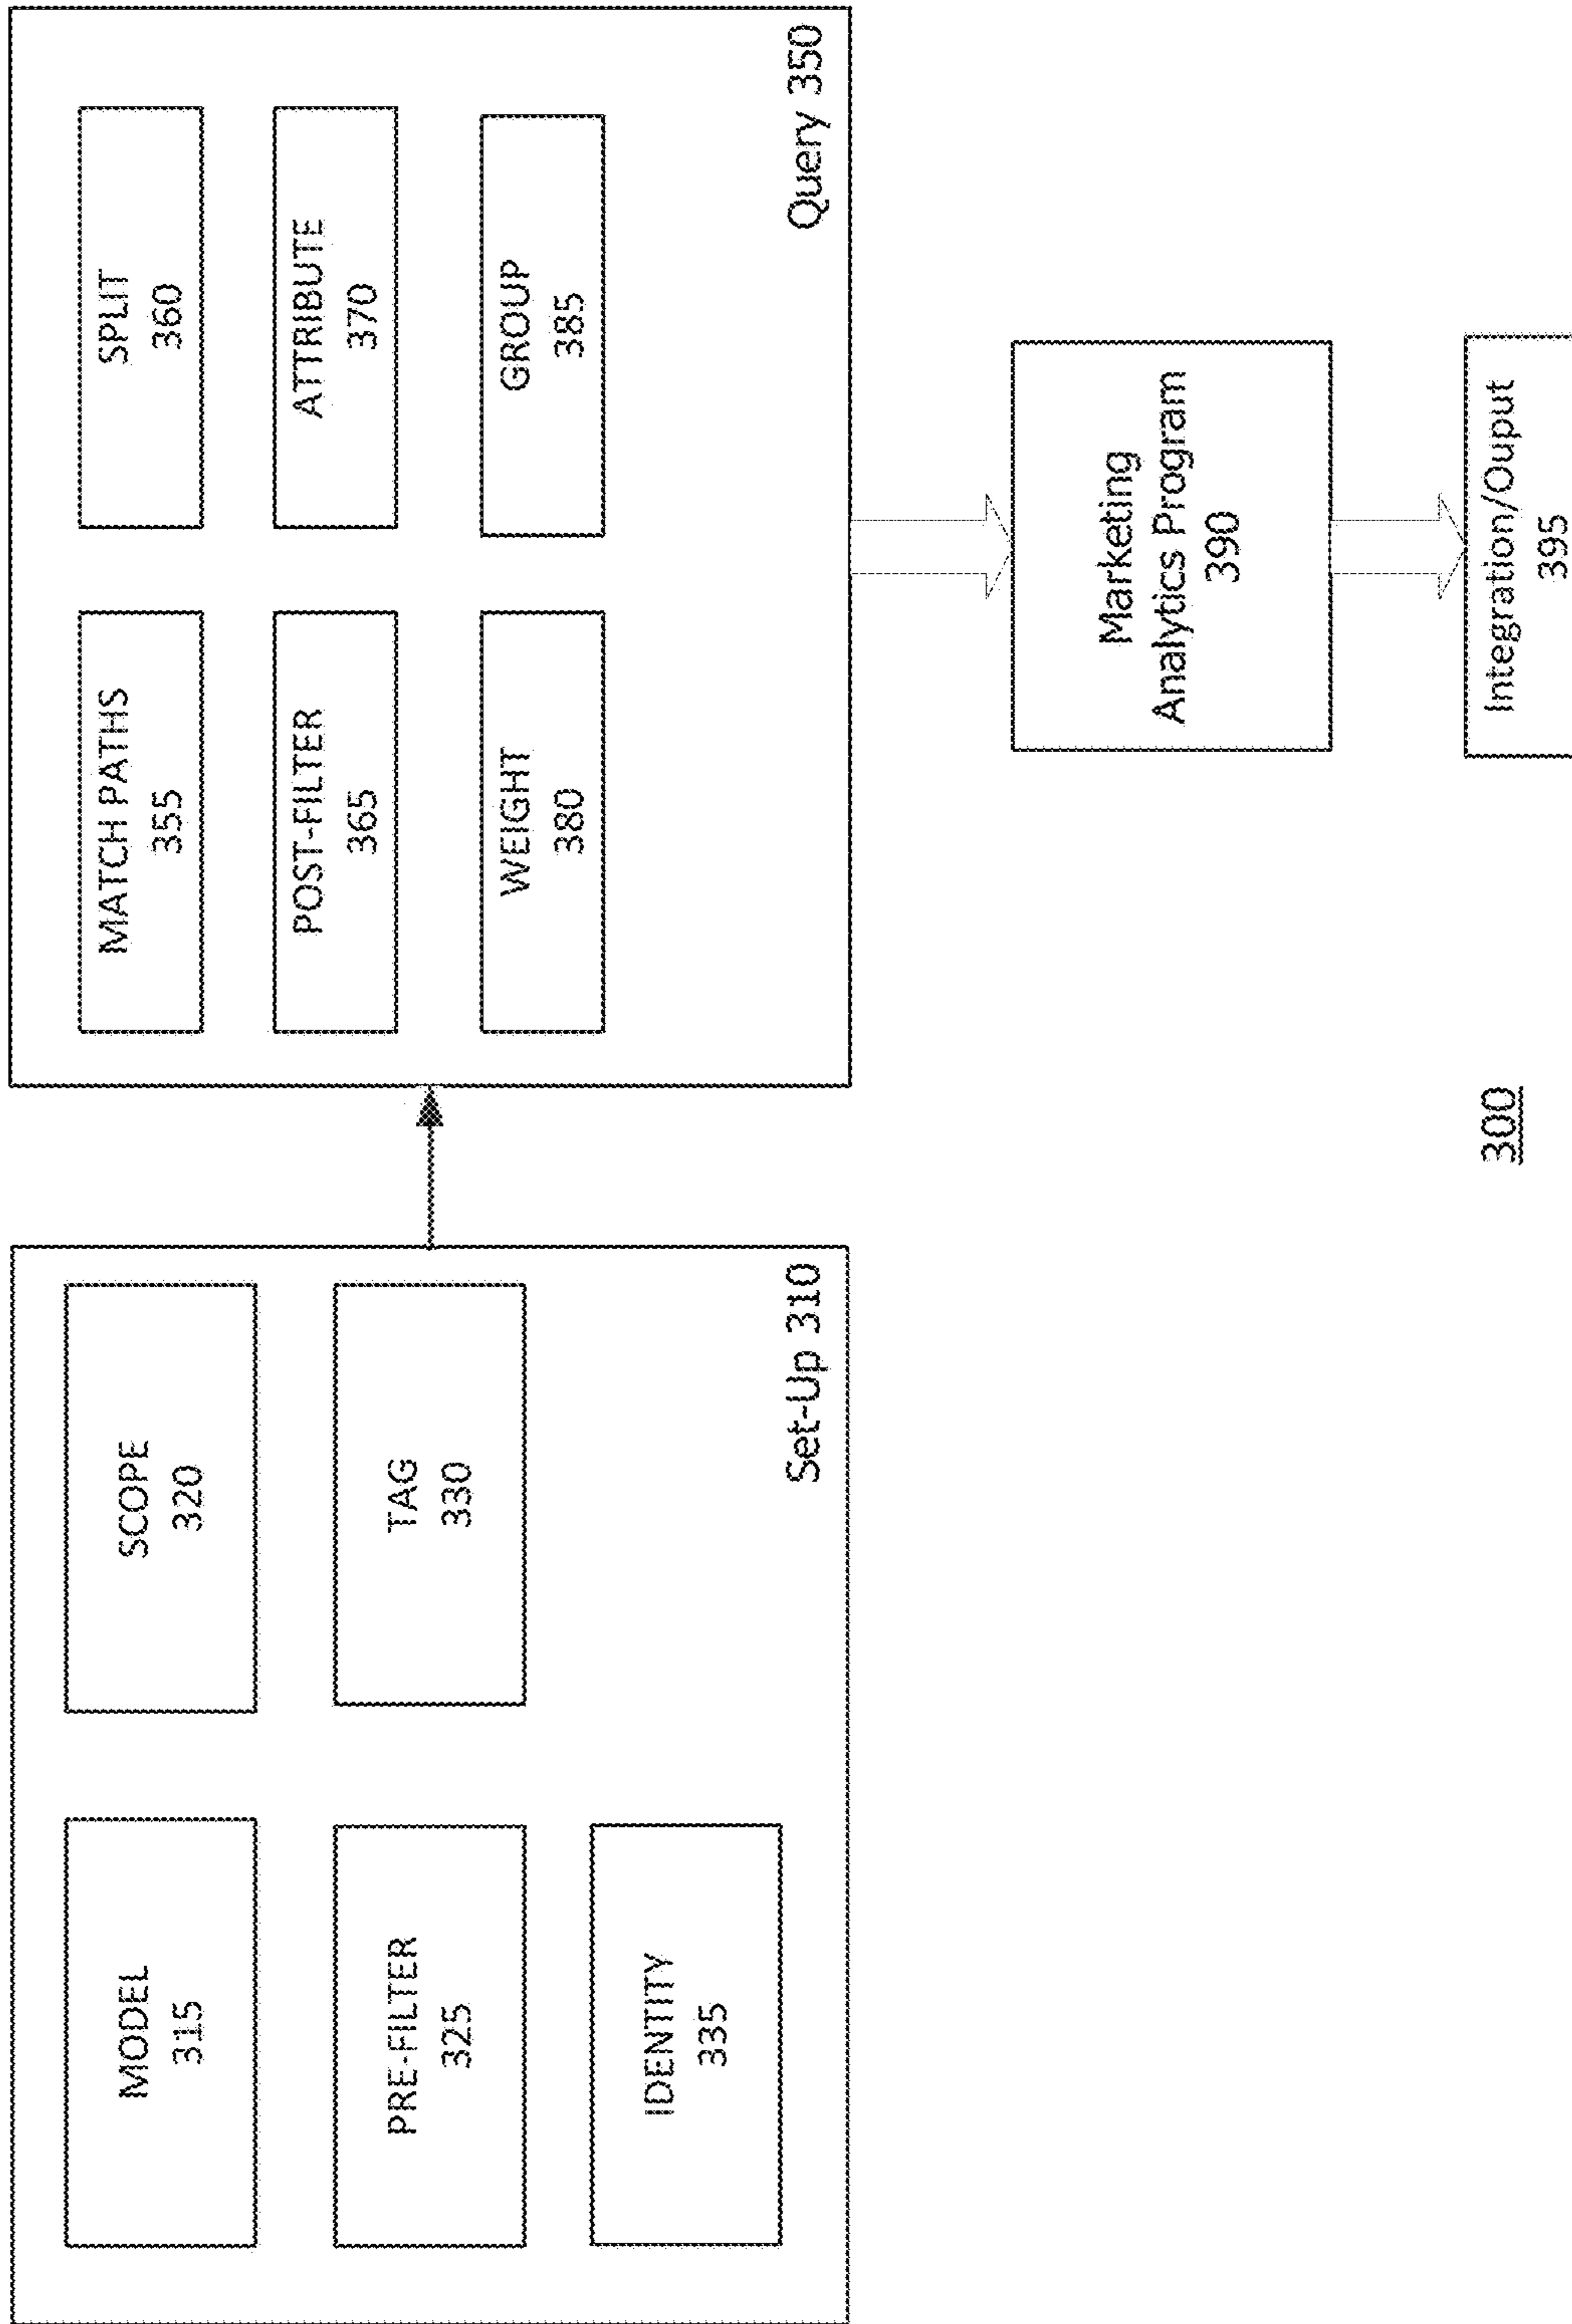 MODEL
315
SCOPE
320
PRE-FILTER
325
TAG
330
IDENTITY
335
Set-Up 310
MATCH PATHS
355
SPLIT
360
POST-FILTER
365
ATTRIBUTE
370
WEIGHT
380
GROUP
385
Query 350
Marketing
Analytics Program
390
Integration/Ouput
395
300